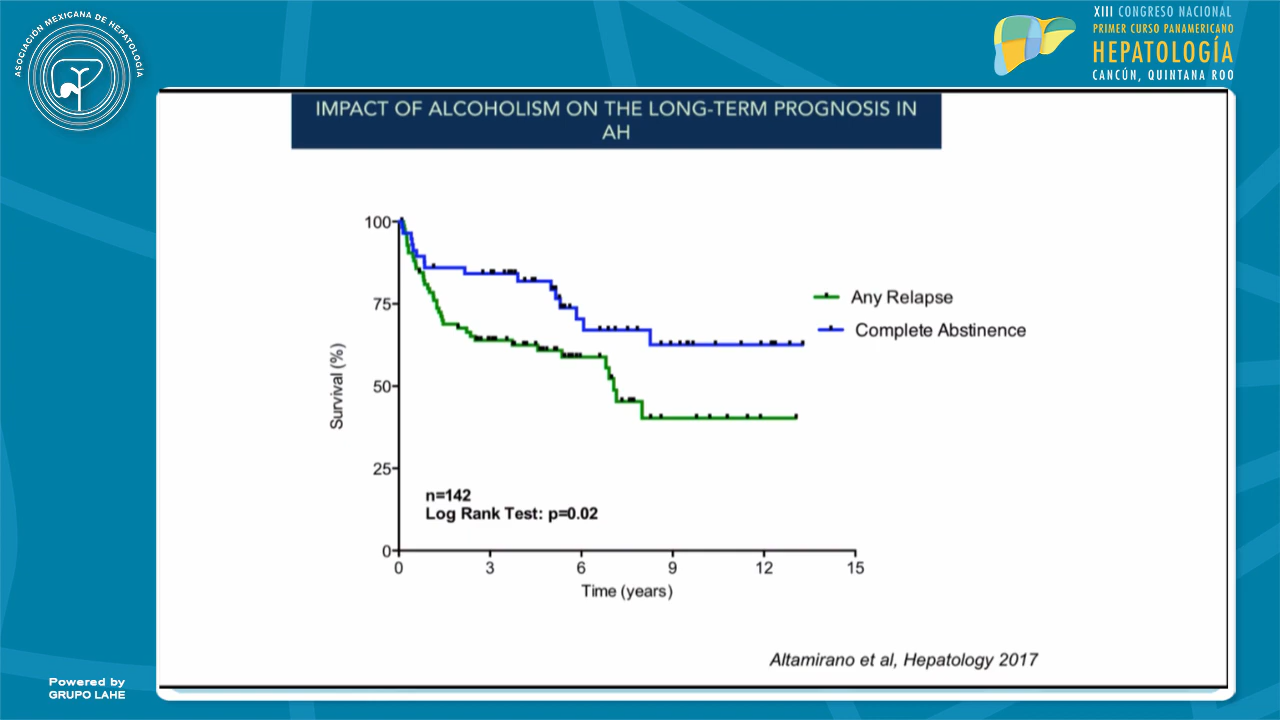 ASOCIACIÓN MEXICANA DE HEPATOLOGÍA
XIII CONGRESO NACIONAL
PRIMER CURSO PANAMERICANO
HEPATOLOGÍA
CANCÚN, QUINTANA ROO
IMPACT OF ALCOHOLISM ON THE LONG-TERM PROGNOSIS IN
AH
100
75
50
25
0
Survival (%)
Any Relapse
Complete Abstinence
n=142
Log Rank Test: p=0.02
0 3 6 9 12 15
Time (years)
Altamirano et al, Hepatology 2017
Powered by
GRUPO LAHE